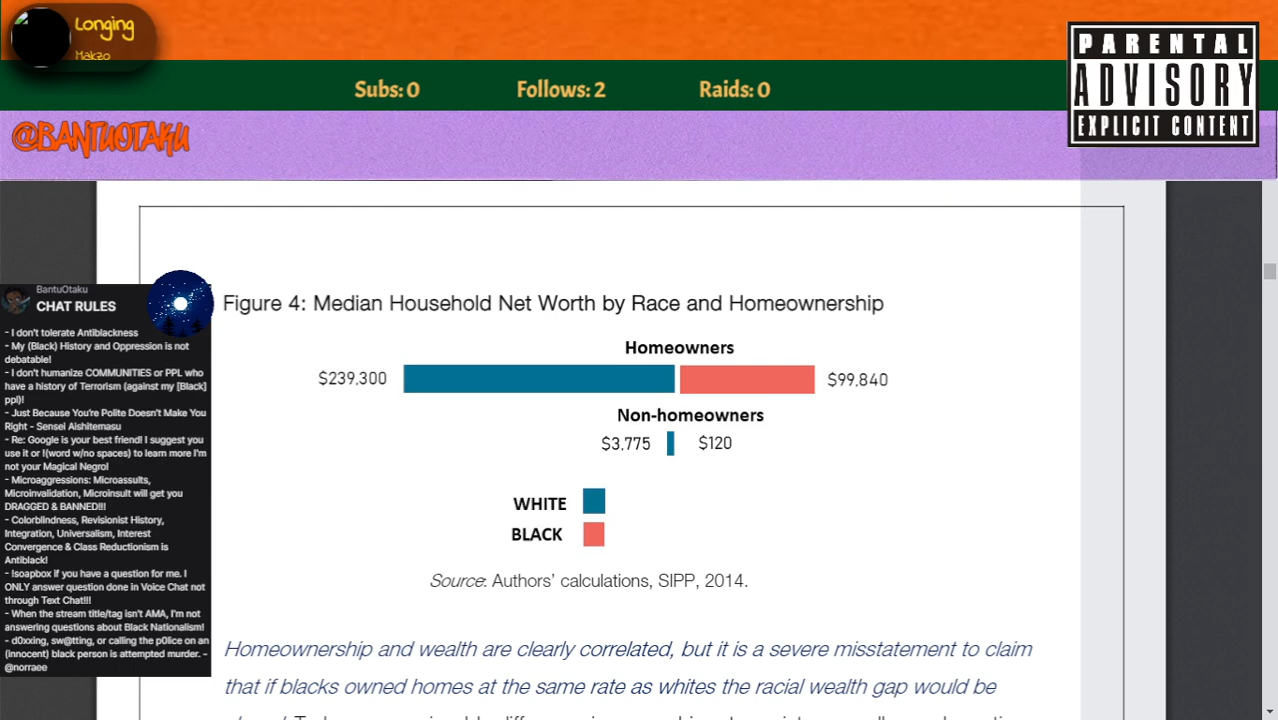 Longing
Makzo
Subs: 0
Follows: 2
Raids: 0
PARENTAL
ADVISORY
EXPLICIT CONTENT
@BANTUOTAKU
BantuOtaku
CHAT RULES
- I don't tolerate Antiblackness
- My (Black) History and Oppression is not
debatable!
- I don't humanize COMMUNITIES or PPL who
have a history of Terrorism (against my [Black]
ppl)!
- Just Because You're Polite Doesn't Make You
Right - Sensei Aishitemasu
- Re: Google is your best friend! I suggest you
use it or !(word w/no spaces) to learn more I'm
not your Magical Negro!
- Microaggressions: Microassults,
Microinvalidation, Microinsult will get you
DRAGGED & BANNED!!!
- Colorblindness, Revisionist History,
Integration, Universalism, Interest
Convergence & Class Reductionism is
Antiblack!
- !soapbox if you have a question for me. I
ONLY answer question done in Voice Chat not
through Text Chat!!!
- When the stream title/tag isn't AMA, I'm not
answering questions about Black Nationalism!
- d0xxing, sw@tting, or calling the p0lice on an
(innocent) black person is attempted murder. -
@norraee
Figure 4: Median Household Net Worth by Race and Homeownership
Homeowners
$239,300
$99,840
Non-homeowners
$3,775
$120
WHITE
BLACK
Source: Authors' calculations, SIPP, 2014.
Homeownership and wealth are clearly correlated, but it is a severe misstatement to claim
that if blacks owned homes at the same rate as whites the racial wealth gap would be